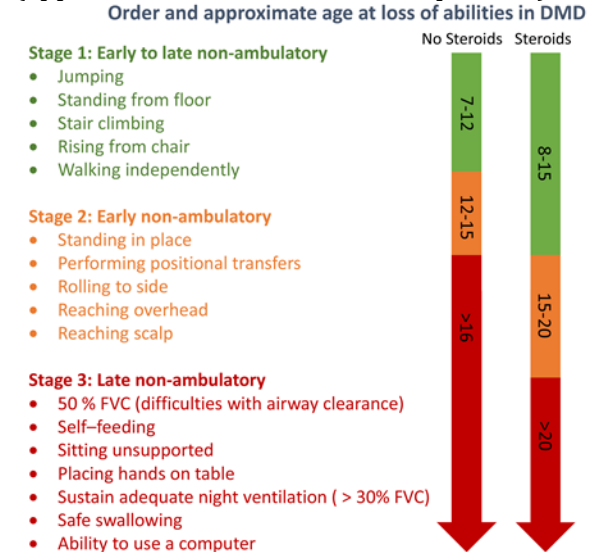 Order and approximate age at loss of abilities in DMD
No Steroids Steroids
Stage 1: Early to late non-ambulatory
• Jumping
• Standing from floor
• Stair climbing
• Rising from chair
• Walking independently
7-12
8-15
Stage 2: Early non-ambulatory
• Standing in place
• Performing positional transfers
• Rolling to side
• Reaching overhead
• Reaching scalp
12-15
15-20
Stage 3: Late non-ambulatory
• 50 % FVC (difficulties with airway clearance)
• Self–feeding
• Sitting unsupported
• Placing hands on table
• Sustain adequate night ventilation ( > 30% FVC)
• Safe swallowing
• Ability to use a computer
>16
>20